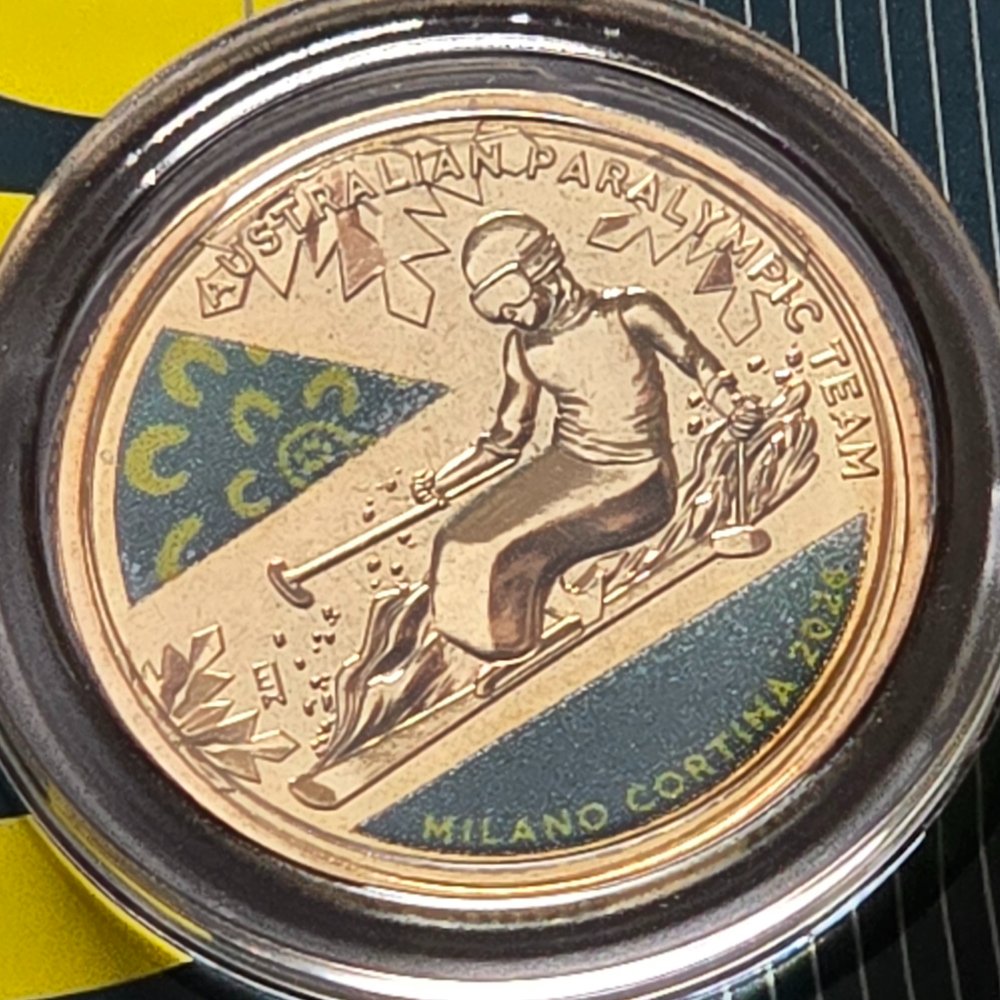 AUSTRALIAN PARALYMPIC TEAM
MILANO CORTINA 2026